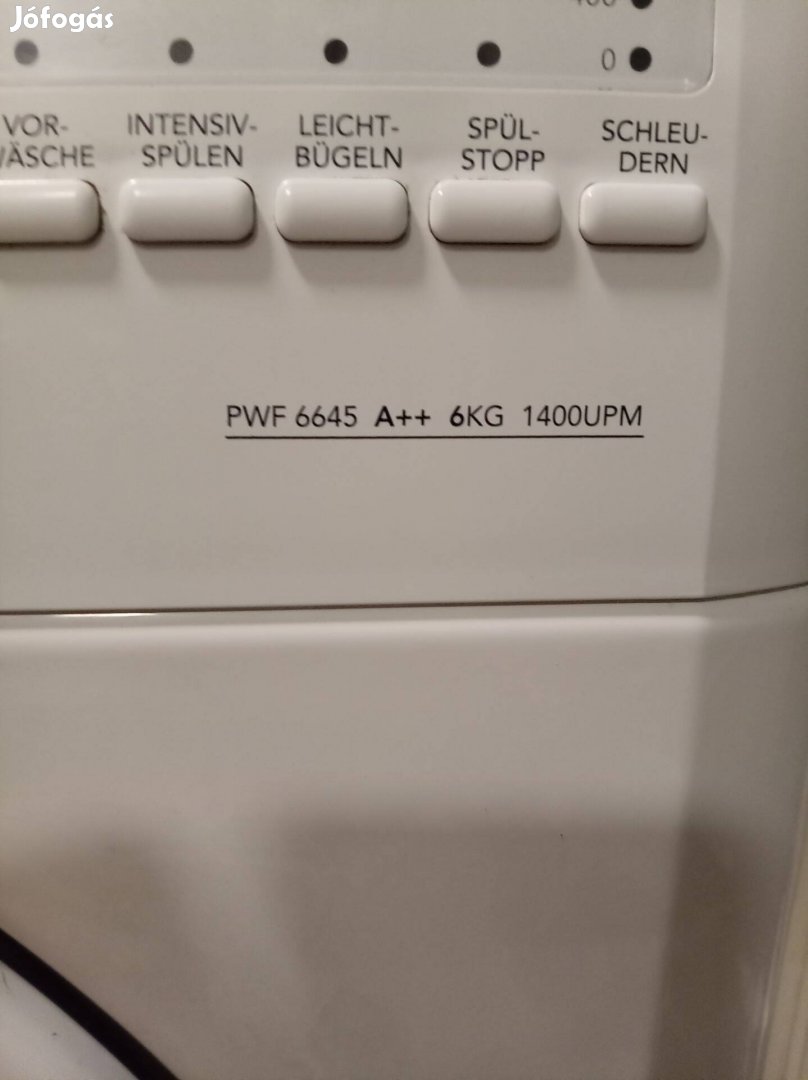 Jófogás
0
VOR-
WÄSCHE
INTENSIV-
SPÜLEN
LEICHT-
BÜGELN
SPÜL-
STOPP
SCHLEU-
DERN
PWF 6645 A++ 6KG 1400UPM